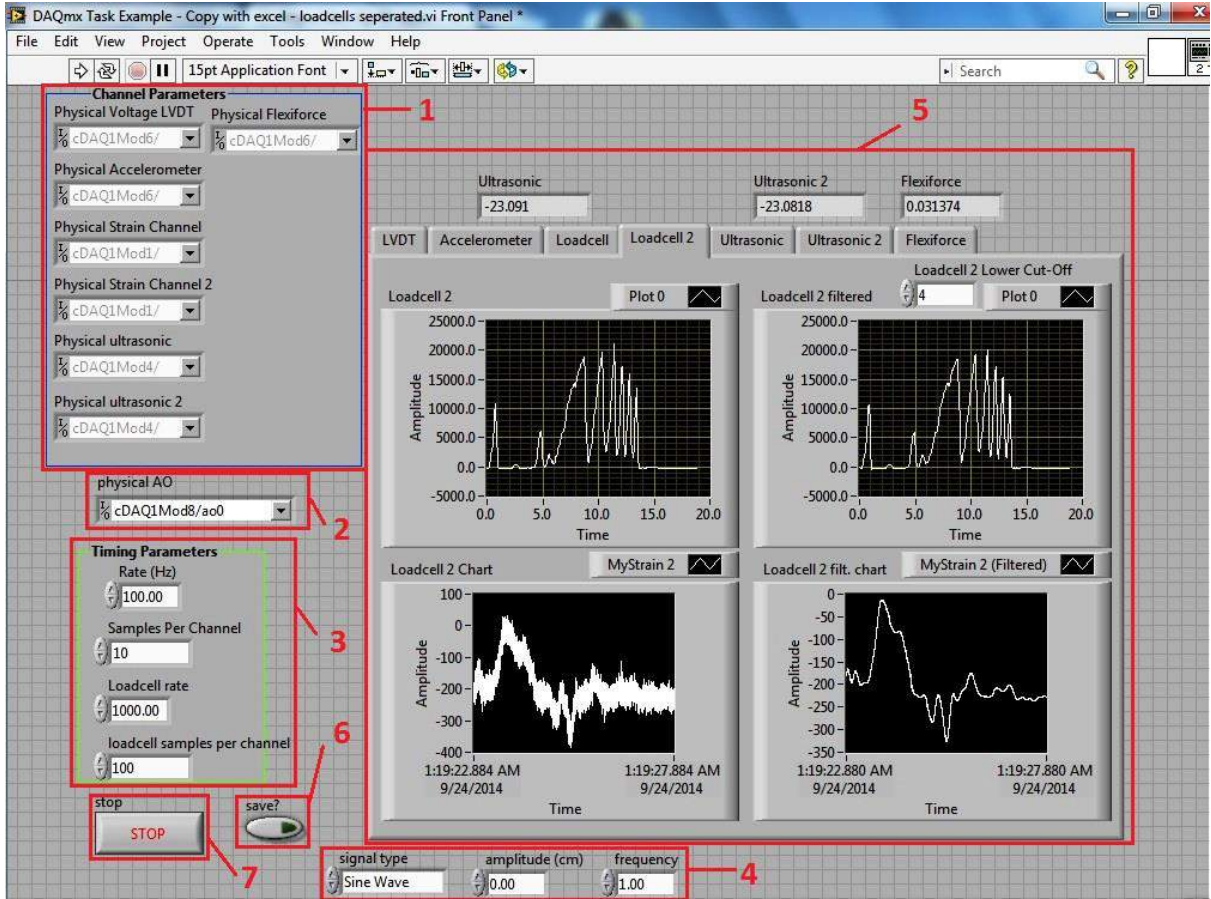 DAQmx Task Example - Copy with excel - loadcells seperated.vi Front Panel *
File Edit View Project Operate Tools Window Help
15pt Application Font
Search
2
Channel Parameters
Physical Voltage LVDT
cDAQ1Mod6/
Physical Flexiforce
cDAQ1Mod6/
Physical Accelerometer
cDAQ1Mod6/
Physical Strain Channel
cDAQ1Mod1/
Physical Strain Channel 2
cDAQ1Mod1/
Physical ultrasonic
cDAQ1Mod4/
Physical ultrasonic 2
cDAQ1Mod4/
1
physical AO
cDAQ1Mod8/ao0
2
Timing Parameters
Rate (Hz)
100.00
Samples Per Channel
10
Loadcell rate
1000.00
loadcell samples per channel
100
3
stop
STOP
7
save?
6
signal type
Sine Wave
amplitude (cm)
0.00
frequency
1.00
4
5
Ultrasonic
-23.091
Ultrasonic 2
-23.0818
Flexiforce
0.031374
LVDT Accelerometer Loadcell Loadcell 2 Ultrasonic Ultrasonic 2 Flexiforce
Loadcell 2
Plot 0
25000.0
20000.0
15000.0
10000.0
5000.0
0.0
-5000.0
Amplitude
0.0 5.0 10.0 15.0 20.0
Time
Loadcell 2 Lower Cut-Off
4
Loadcell 2 filtered
Plot 0
25000.0
20000.0
15000.0
10000.0
5000.0
0.0
-5000.0
Amplitude
0.0 5.0 10.0 15.0 20.0
Time
Loadcell 2 Chart
MyStrain 2
100
0
-100
-200
-300
-400
Amplitude
1:19:22.884 AM
9/24/2014
1:19:27.884 AM
9/24/2014
Time
Loadcell 2 filt. chart
MyStrain 2 (Filtered)
0
-50
-100
-150
-200
-250
-300
-350
Amplitude
1:19:22.880 AM
9/24/2014
1:19:27.880 AM
9/24/2014
Time